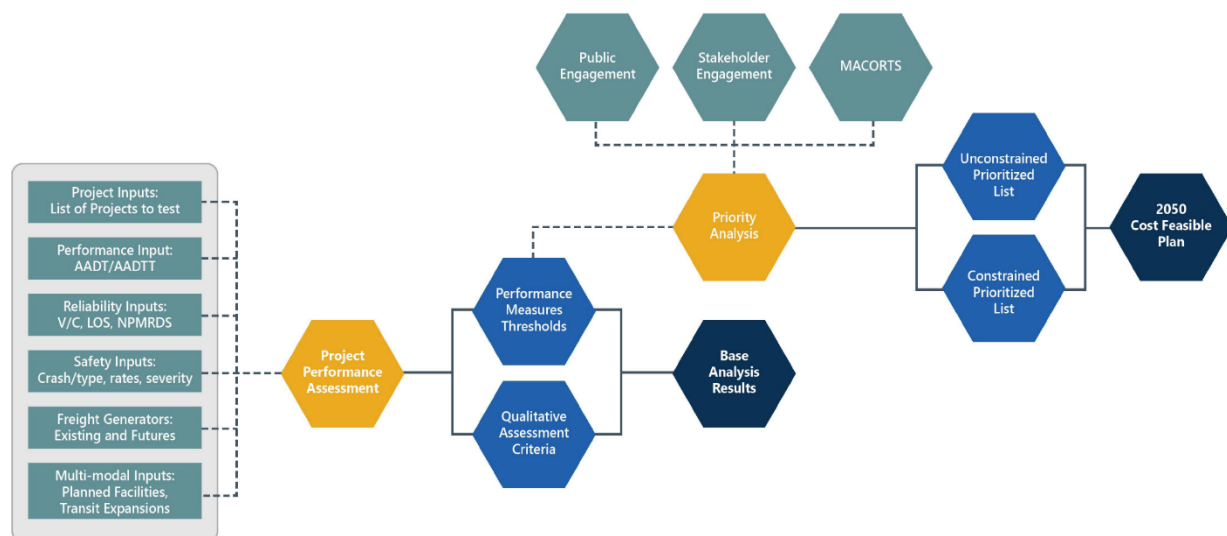 Public
Engagement
Stakeholder
Engagement
MACORTS
Project Inputs:
List of Projects to test
Performance Input:
AADT/AADTT
Reliability Inputs:
V/C, LOS, NPMRDS
Safety Inputs:
Crash/type, rates, severity
Freight Generators:
Existing and Futures
Multi-modal Inputs:
Planned Facilities,
Transit Expansions
Project
Performance
Assessment
Performance
Measures
Thresholds
Qualitative
Assessment
Criteria
Base
Analysis
Results
Priority
Analysis
Unconstrained
Prioritized
List
Constrained
Prioritized
List
2050
Cost Feasible
Plan